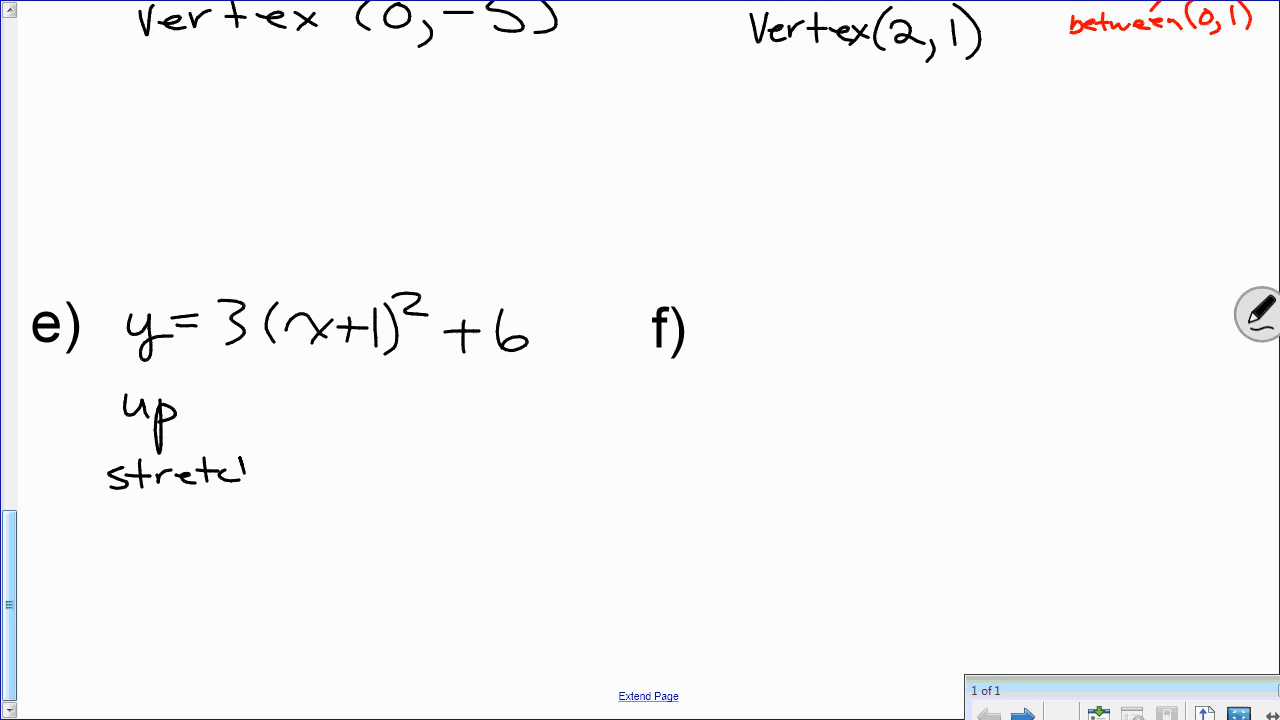 vertex (0, -5)
vertex (2, 1)
between (0, 1)
e) y = 3(x+1)² + 6
f)
up
stretcl
Extend Page
1 of 1